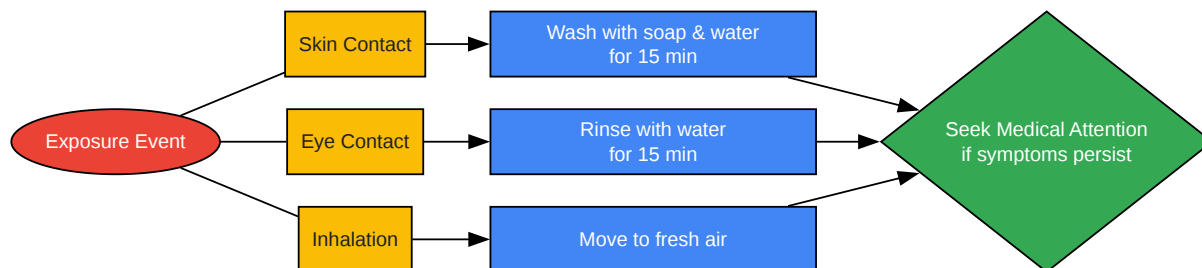 Exposure Event
Skin Contact
Wash with soap & water
for 15 min
Eye Contact
Rinse with water
for 15 min
Inhalation
Move to fresh air
Seek Medical Attention
if symptoms persist